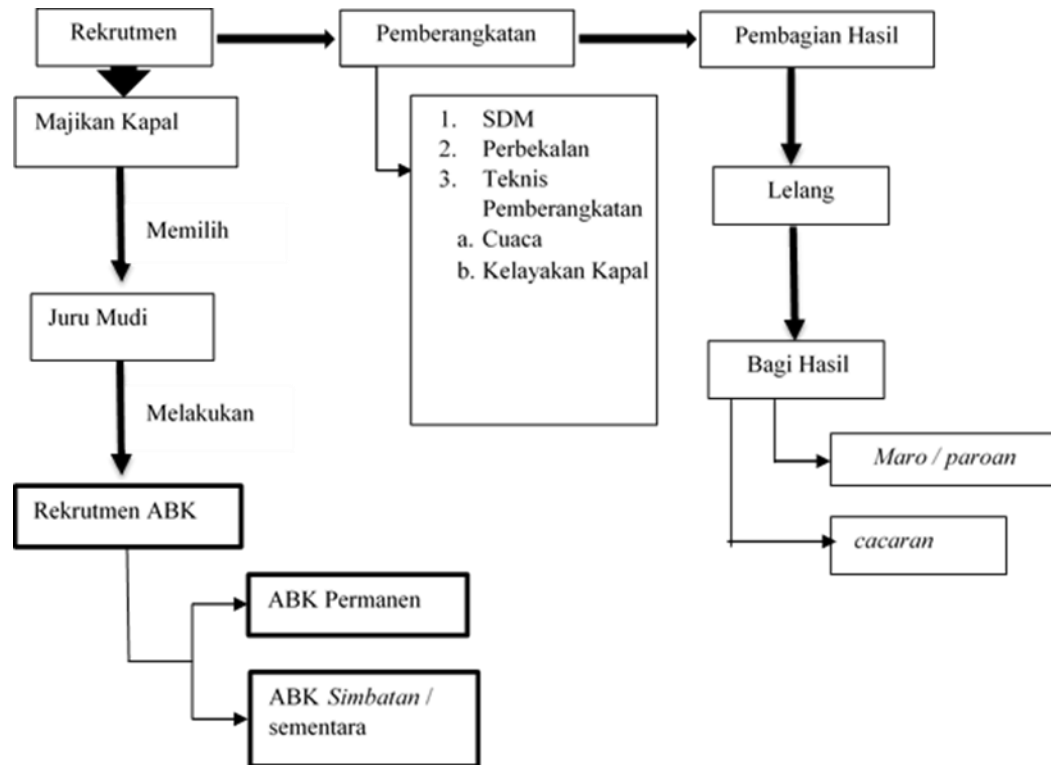 Rekrutmen
Pemberangkatan
Pembagian Hasil
Majikan Kapal
Memilih
Juru Mudi
Melakukan
Rekrutmen ABK
ABK Permanen
ABK Simbatan /
sementara
1. SDM
2. Perbekalan
3. Teknis
Pemberangkatan
a. Cuaca
b. Kelayakan Kapal
Lelang
Bagi Hasil
Maro / paroan
cacaran